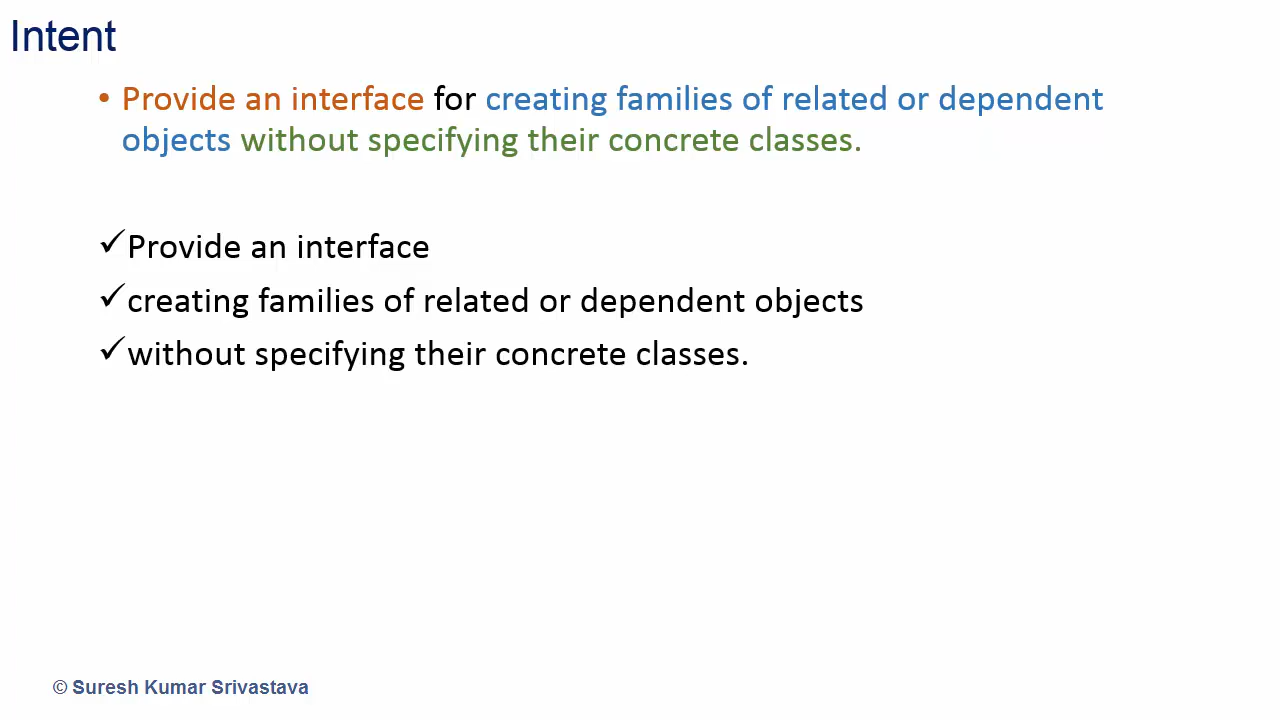 Intent
• Provide an interface for creating families of related or dependent
objects without specifying their concrete classes.
✓Provide an interface
✓creating families of related or dependent objects
✓without specifying their concrete classes.
© Suresh Kumar Srivastava